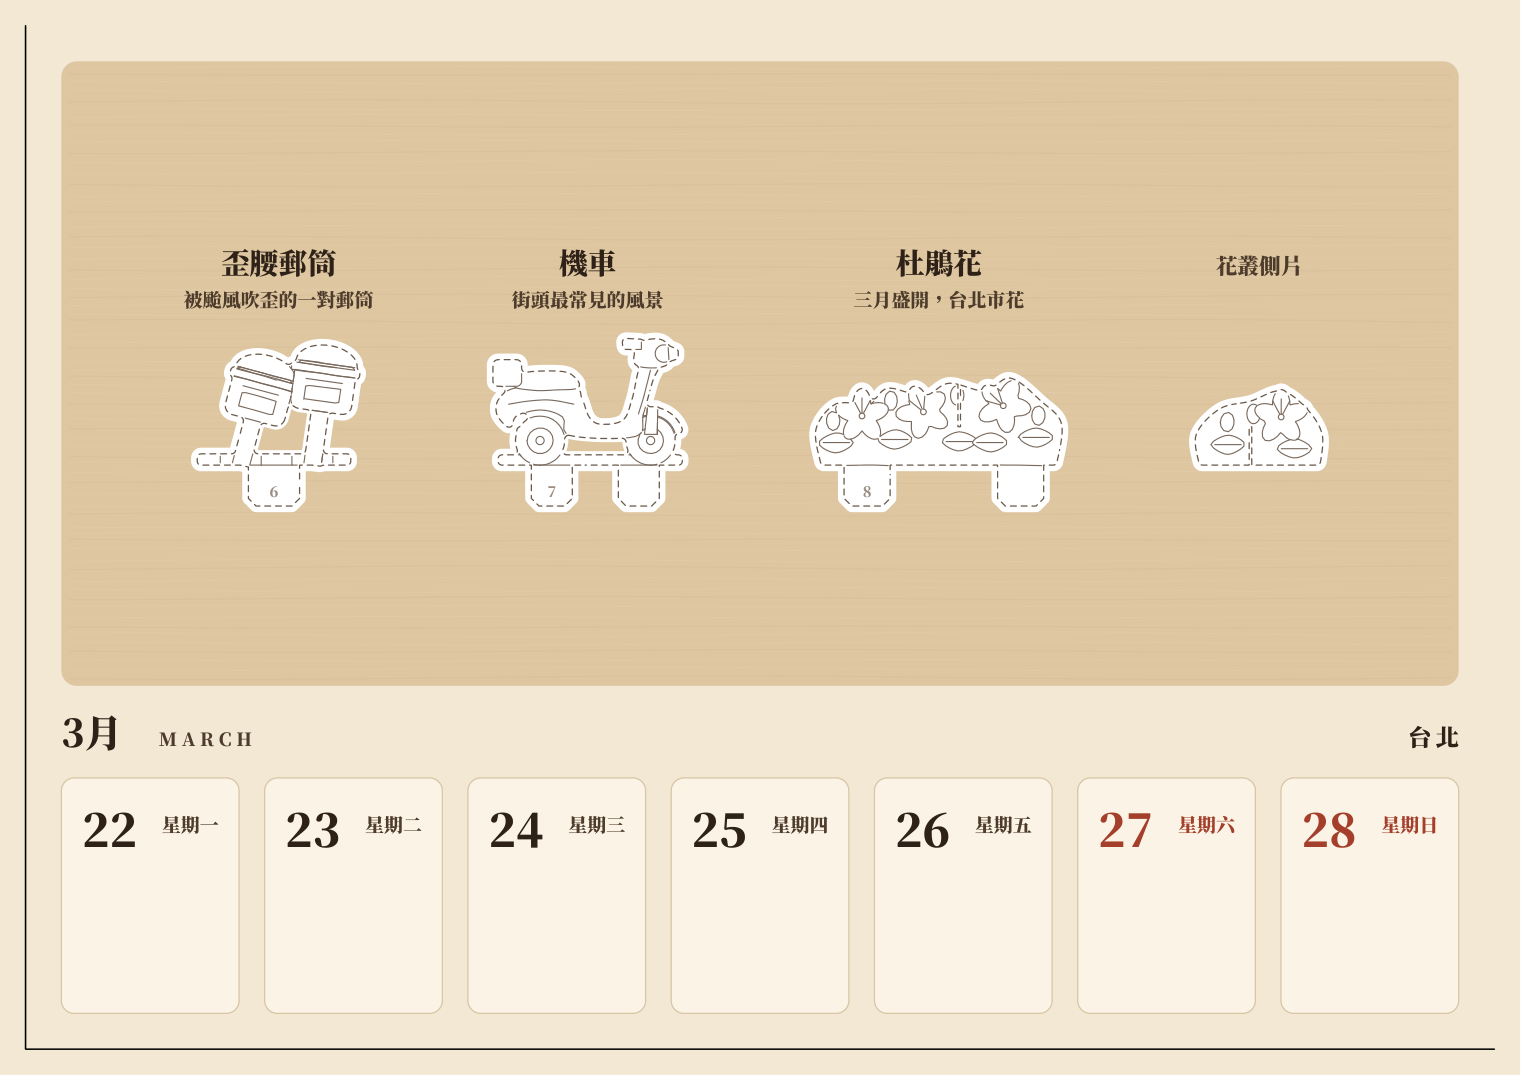 歪腰郵筒
被颱風吹歪的一對郵筒
機車
街頭最常見的風景
杜鵑花
三月盛開，台北市花
花叢側片
6
7
8
3月 MARCH
台北
22 星期一
23 星期二
24 星期三
25 星期四
26 星期五
27 星期六
28 星期日